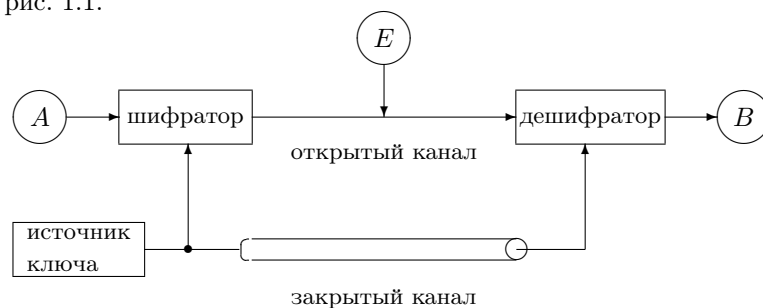 рис. 1.1.
E
A
шифратор
дешифратор
B
открытый канал
источник
ключа
закрытый канал